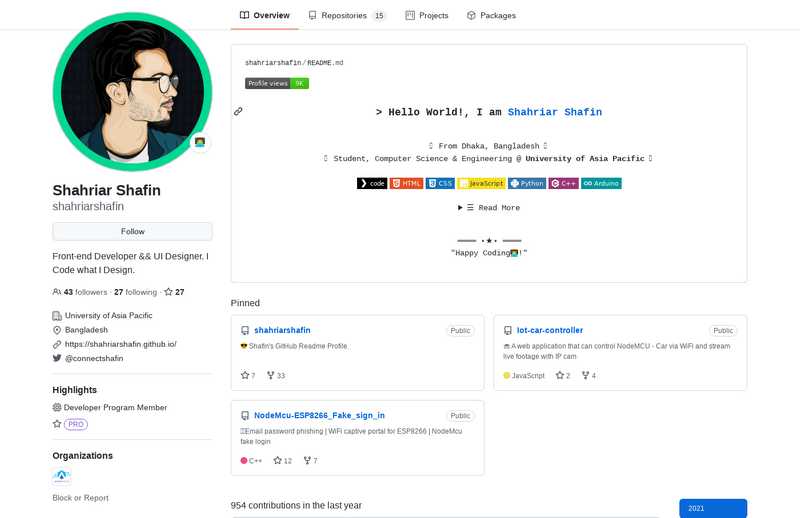 Overview
Repositories 15
Projects
Packages
Shahriar Shafin
shahriarshafin
Follow
Front-end Developer && UI Designer. I
Code what I Design.
43 followers · 27 following · 27
University of Asia Pacific
Bangladesh
https://shahriarshafin.github.io/
@connectshafin
Highlights
Developer Program Member
PRO
Organizations
Block or Report
shahriarshafin/README.md
Profile views 9K
> Hello World!, I am Shahriar Shafin
From Dhaka, Bangladesh
Student, Computer Science & Engineering @ University of Asia Pacific
code HTML CSS JavaScript Python C++ Arduino
▶ ☰ Read More
════ ⋆★⋆ ════
"Happy Coding👨‍💻!"
Pinned
shahriarshafin Public
😎 Shafin's GitHub Readme Profile.
7 33
Iot-car-controller Public
A web application that can control NodeMCU - Car via WiFi and stream
live footage with IP cam
JavaScript 2 4
NodeMcu-ESP8266_Fake_sign_in Public
Email password phishing | WiFi captive portal for ESP8266 | NodeMcu
fake login
C++ 12 7
954 contributions in the last year
2021